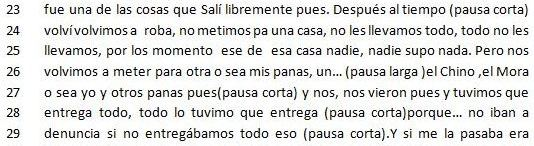 23 fue una de las cosas que Salí libremente pues. Después al tiempo (pausa corta)
24 volvívolvimos a roba, no metimos pa una casa, no les llevamos todo, todo no les
25 llevamos, por los momento ese de esa casa nadie, nadie supo nada. Pero nos
26 volvimos a meter para otra o sea mis panas, un... (pausa larga )el Chino ,el Mora
27 o sea yo y otros panas pues(pausa corta) y nos, nos vieron pues y tuvimos que
28 entrega todo, todo lo tuvimo que entrega (pausa corta)porque... no iban a
29 denuncia si no entregábamos todo eso (pausa corta).Y si me la pasaba era